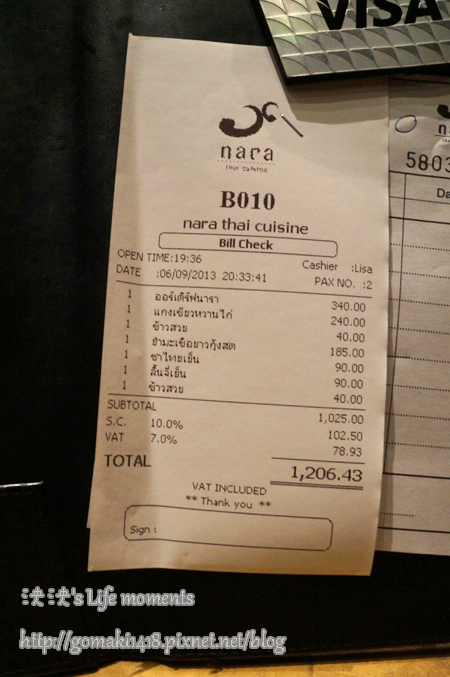 VISA
nara
thai cuisine
B010
nara thai cuisine
Bill Check
OPEN TIME:19:36
Cashier :Lisa
DATE :06/09/2013 20:33:41
PAX NO. :2
1 ออร์เดิร์ฟนารา 340.00
1 แกงเขียวหวานไก่ 240.00
1 ข้าวสวย 40.00
1 ยำมะเขือยาวกุ้งสด 185.00
1 ชาไทยเย็น 90.00
1 ลิ้นจี่เย็น 90.00
1 ข้าวสวย 40.00
SUBTOTAL 1,025.00
S.C. 10.0% 102.50
VAT 7.0% 78.93
TOTAL 1,206.43
VAT INCLUDED
** Thank you **
Sign :
na
5803
Da
's Life moments
http://gomaki1418.pixnet.net/blog